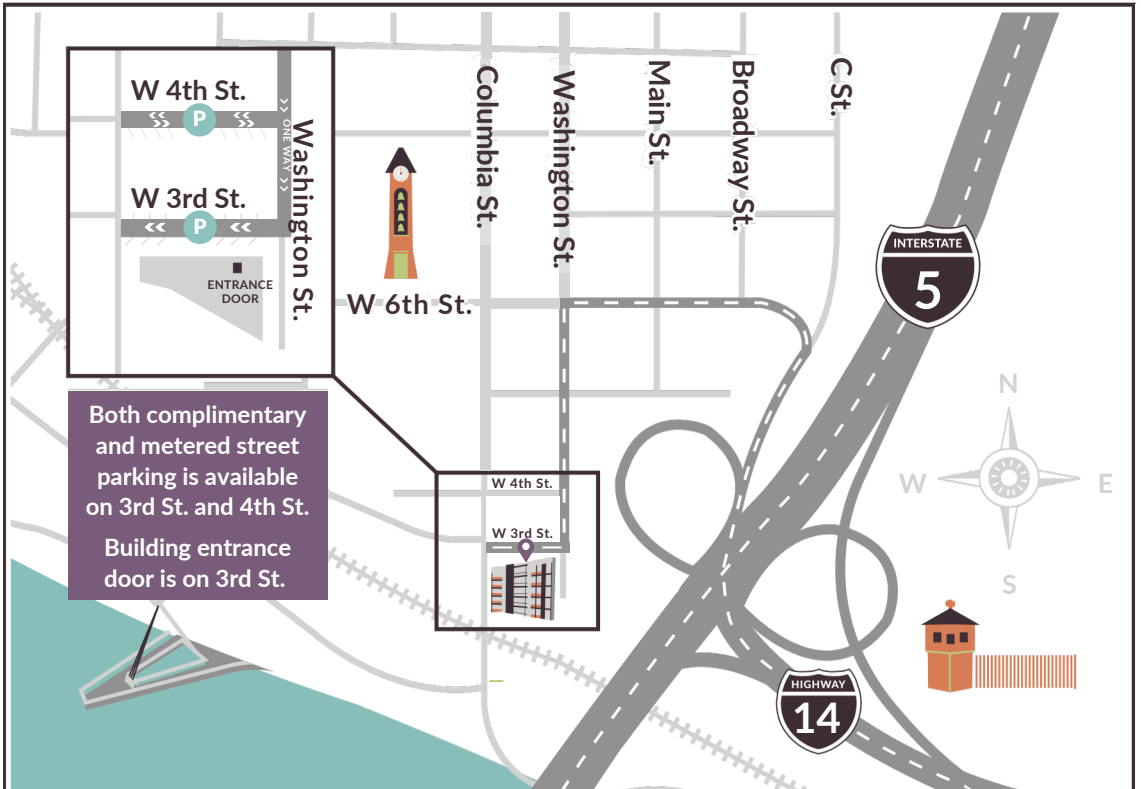 W 4th St.
P
W 3rd St.
P
>> ONE WAY >>
Washington St.
ENTRANCE
DOOR
Columbia St.
Washington St.
Main St.
Broadway St.
C St.
W 6th St.
INTERSTATE
5
Both complimentary
and metered street
parking is available
on 3rd St. and 4th St.
Building entrance
door is on 3rd St.
W 4th St.
W 3rd St.
N
W
E
S
HIGHWAY
14